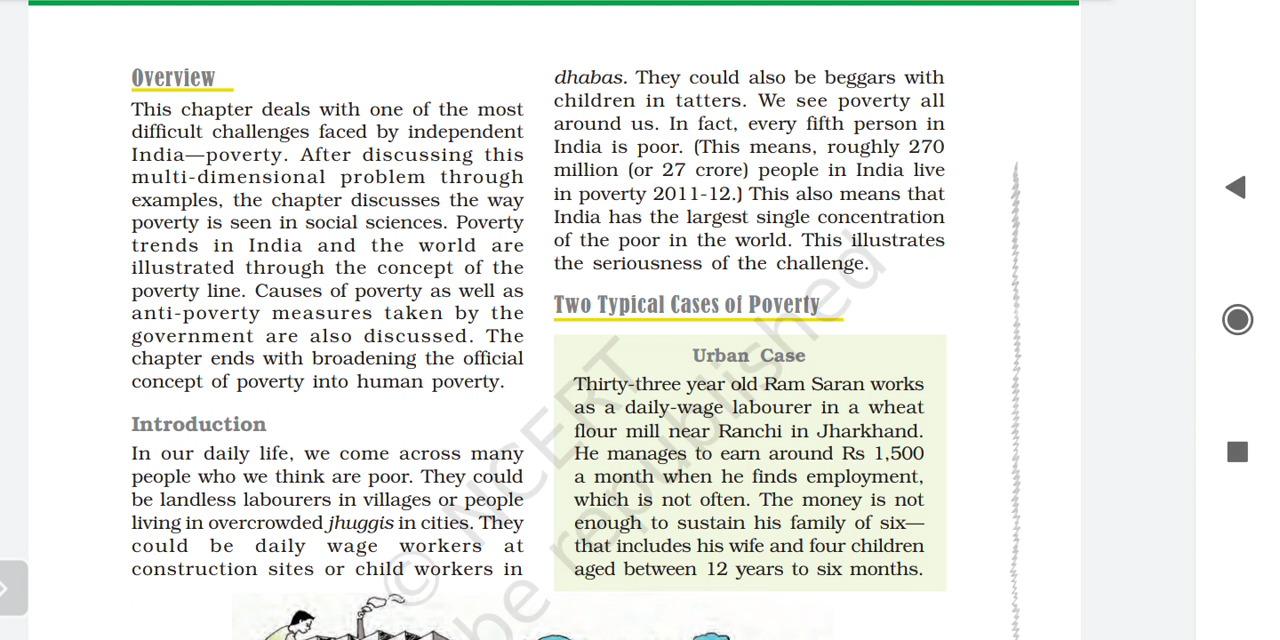 Overview
This chapter deals with one of the most
difficult challenges faced by independent
India—poverty. After discussing this
multi-dimensional problem through
examples, the chapter discusses the way
poverty is seen in social sciences. Poverty
trends in India and the world are
illustrated through the concept of the
poverty line. Causes of poverty as well as
anti-poverty measures taken by the
government are also discussed. The
chapter ends with broadening the official
concept of poverty into human poverty.
Introduction
In our daily life, we come across many
people who we think are poor. They could
be landless labourers in villages or people
living in overcrowded jhuggis in cities. They
could be daily wage workers at
construction sites or child workers in
dhabas. They could also be beggars with
children in tatters. We see poverty all
around us. In fact, every fifth person in
India is poor. (This means, roughly 270
million (or 27 crore) people in India live
in poverty 2011-12.) This also means that
India has the largest single concentration
of the poor in the world. This illustrates
the seriousness of the challenge.
Two Typical Cases of Poverty
Urban Case
Thirty-three year old Ram Saran works
as a daily-wage labourer in a wheat
flour mill near Ranchi in Jharkhand.
He manages to earn around Rs 1,500
a month when he finds employment,
which is not often. The money is not
enough to sustain his family of six—
that includes his wife and four children
aged between 12 years to six months.
© NCERT
be republished